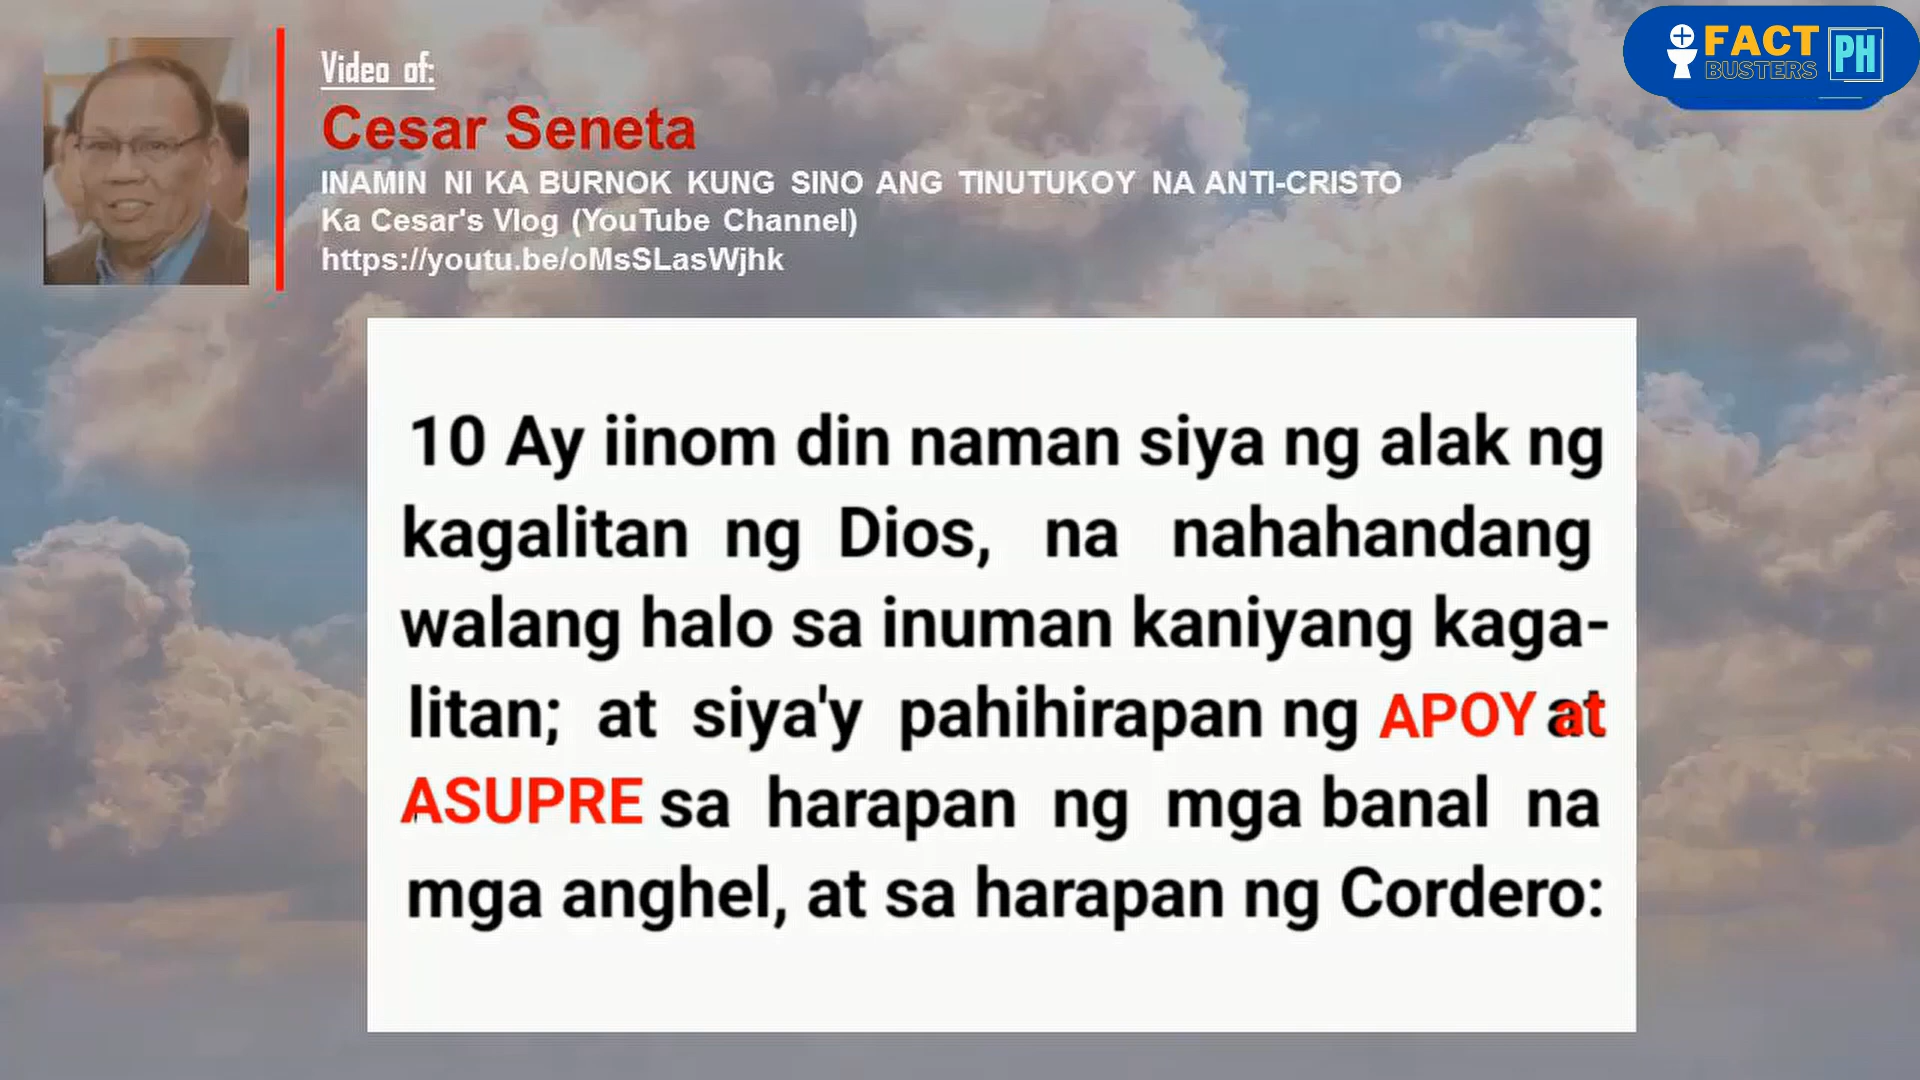 FACT
BUSTERS
PH
Video of:
Cesar Seneta
INAMIN NI KA BURNOK KUNG SINO ANG TINUTUKOY NA ANTI-CRISTO
Ka Cesar's Vlog (YouTube Channel)
https://youtu.be/oMsSLasWjhk
10 Ay iinom din naman siya ng alak ng
kagalitan ng Dios, na nahahandang
walang halo sa inuman kaniyang kaga-
litan; at siya'y pahihirapan ng APOY at
ASUPRE sa harapan ng mga banal na
mga anghel, at sa harapan ng Cordero: